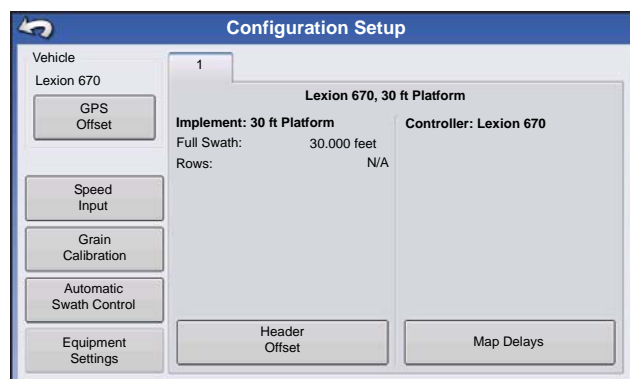 Configuration Setup
Vehicle
Lexion 670
GPS
Offset
Speed
Input
Grain
Calibration
Automatic
Swath Control
Equipment
Settings
1
Lexion 670, 30 ft Platform
Implement: 30 ft Platform
Full Swath: 30.000 feet
Rows: N/A
Controller: Lexion 670
Header
Offset
Map Delays